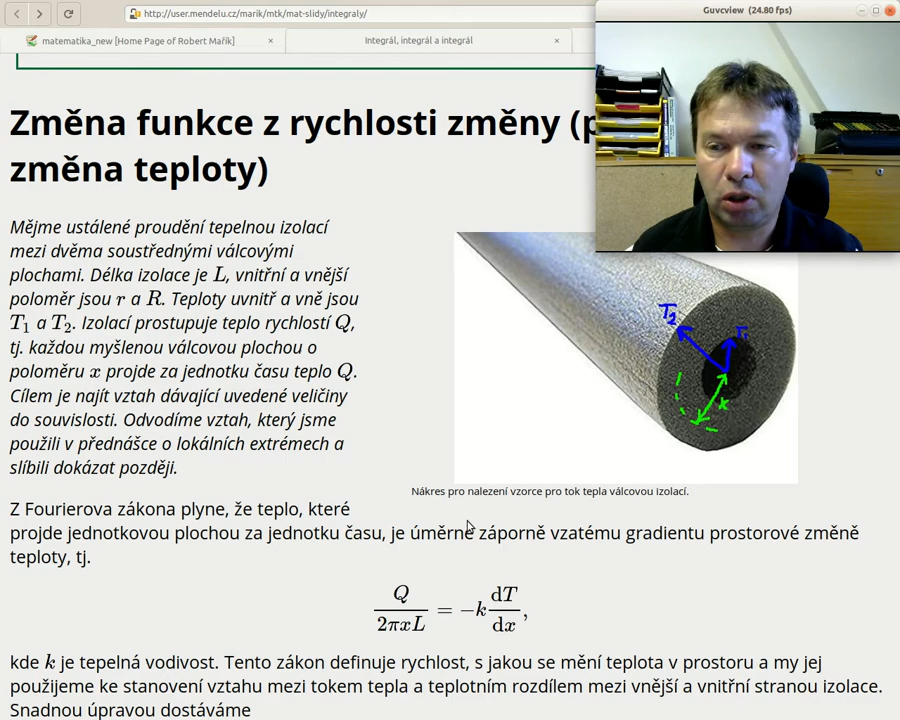 http://user.mendelu.cz/marik/mtk/mat-slidy/integraly/
Guvcview (24.80 fps)
matematika_new [Home Page of Robert Mařík]
Integrál, integrál a integrál
Změna funkce z rychlosti změny (p
změna teploty)
Mějme ustálené proudění tepelnou izolací
mezi dvěma soustřednými válcovými
plochami. Délka izolace je L, vnitřní a vnější
poloměr jsou r a R. Teploty uvnitř a vně jsou
T₁ a T₂. Izolací prostupuje teplo rychlostí Q,
tj. každou myšlenou válcovou plochou o
poloměru x projde za jednotku času teplo Q.
Cílem je najít vztah dávající uvedené veličiny
do souvislosti. Odvodíme vztah, který jsme
použili v přednášce o lokálních extrémech a
slíbili dokázat později.
T₂
Nákres pro nalezení vzorce pro tok tepla válcovou izolací.
Z Fourierova zákona plyne, že teplo, které
projde jednotkovou plochou za jednotku času, je úměrné záporně vzatému gradientu prostorové změně
teploty, tj.
Q/(2πxL) = −k dT/dx,
kde k je tepelná vodivost. Tento zákon definuje rychlost, s jakou se mění teplota v prostoru a my jej
použijeme ke stanovení vztahu mezi tokem tepla a teplotním rozdílem mezi vnější a vnitřní stranou izolace.
Snadnou úpravou dostáváme